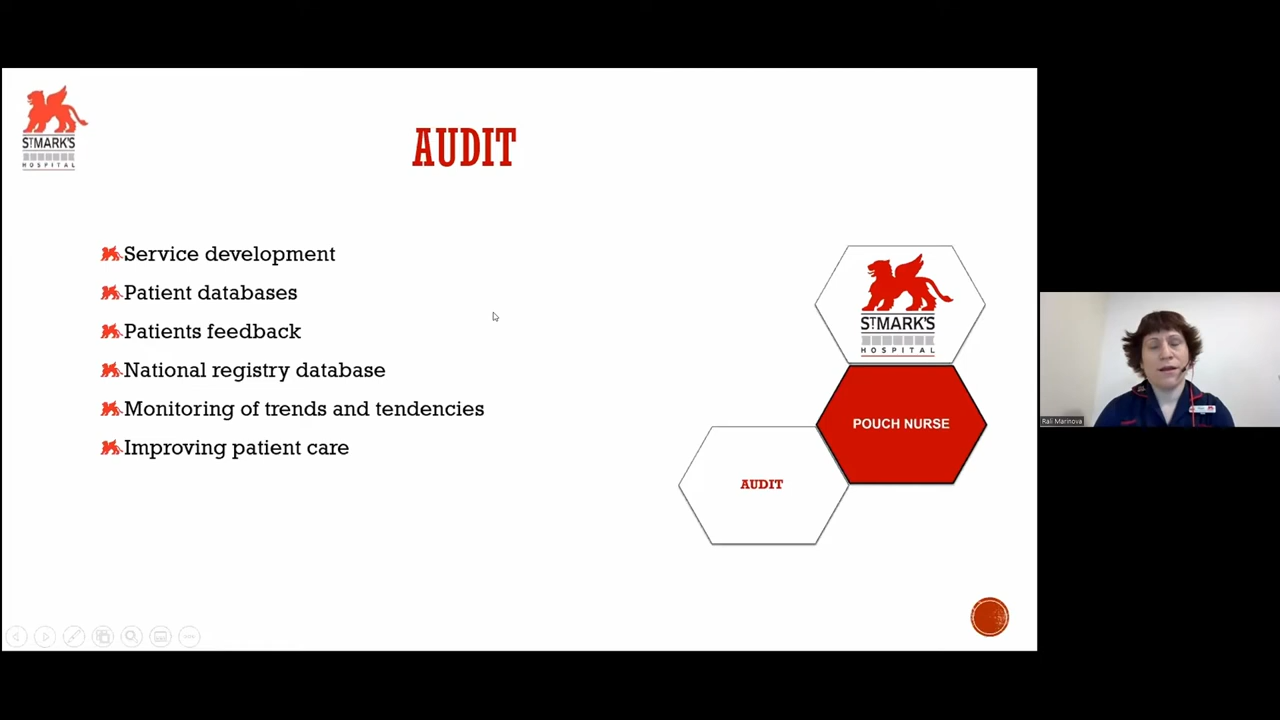 ST MARK'S
HOSPITAL
AUDIT
Service development
Patient databases
Patients feedback
National registry database
Monitoring of trends and tendencies
Improving patient care
ST MARK'S
HOSPITAL
POUCH NURSE
AUDIT
Rali Marinova